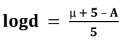 logd = μ + 5 – A / 5